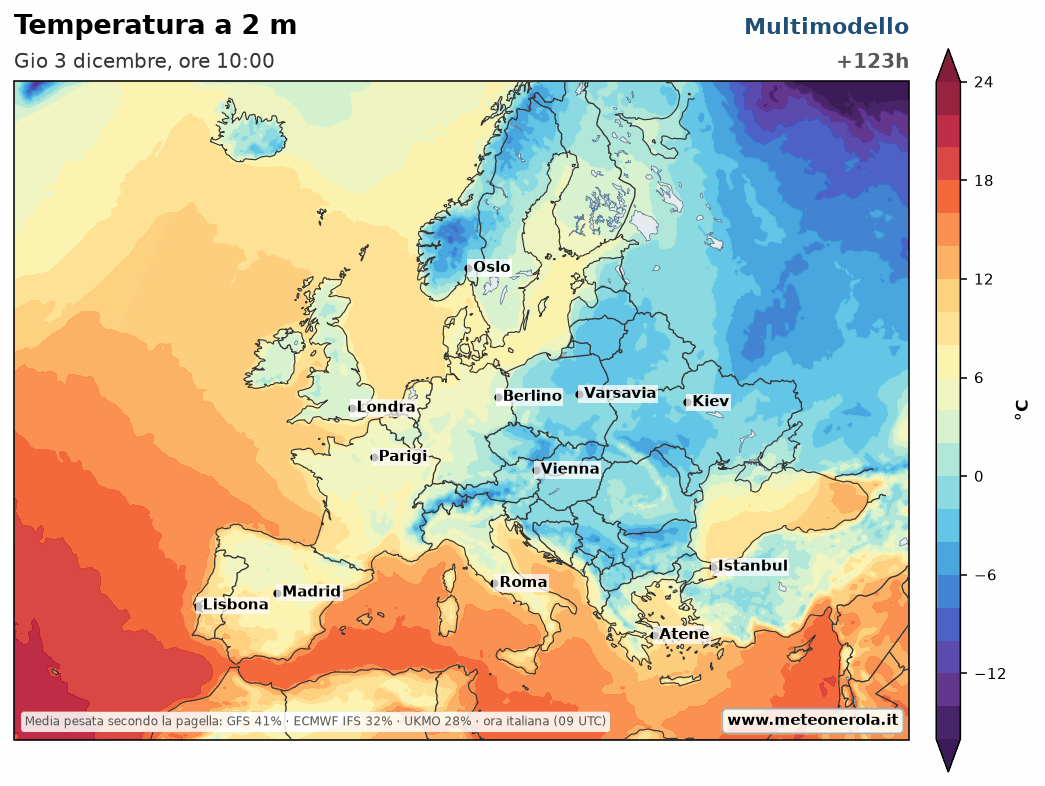 Temperatura a 2 m
Multimodello
Gio 3 dicembre, ore 10:00
+123h
24
18
12
6
0
−6
−12
°C
Oslo
Berlino
Varsavia
Kiev
Londra
Parigi
Vienna
Istanbul
Roma
Madrid
Lisbona
Atene
Media pesata secondo la pagella: GFS 41% · ECMWF IFS 32% · UKMO 28% · ora italiana (09 UTC)
www.meteonerola.it